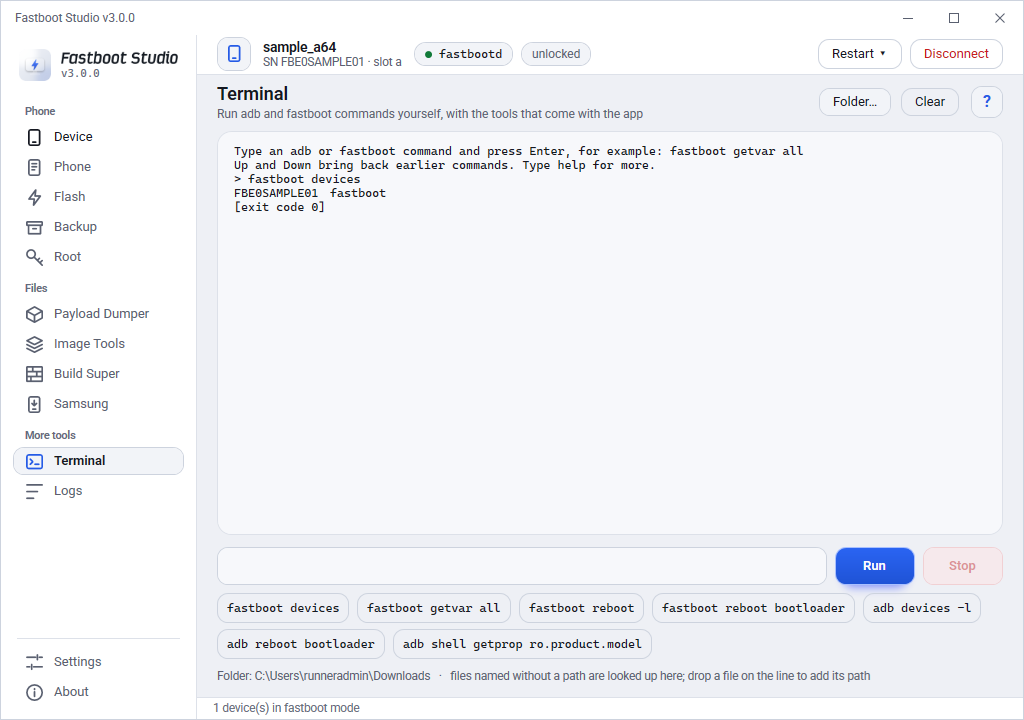 Fastboot Studio v3.0.0
Fastboot Studio
v3.0.0
Phone
Device
Phone
Flash
Backup
Root
Files
Payload Dumper
Image Tools
Build Super
Samsung
More tools
Terminal
Logs
Settings
About
sample_a64
SN FBE0SAMPLE01 · slot a
fastbootd
unlocked
Restart
Disconnect
Terminal
Run adb and fastboot commands yourself, with the tools that come with the app
Folder...
Clear
?
Type an adb or fastboot command and press Enter, for example: fastboot getvar all
Up and Down bring back earlier commands. Type help for more.
> fastboot devices
FBE0SAMPLE01  fastboot
[exit code 0]
Run
Stop
fastboot devices
fastboot getvar all
fastboot reboot
fastboot reboot bootloader
adb devices -l
adb reboot bootloader
adb shell getprop ro.product.model
Folder: C:\Users\runneradmin\Downloads · files named without a path are looked up here; drop a file on the line to add its path
1 device(s) in fastboot mode